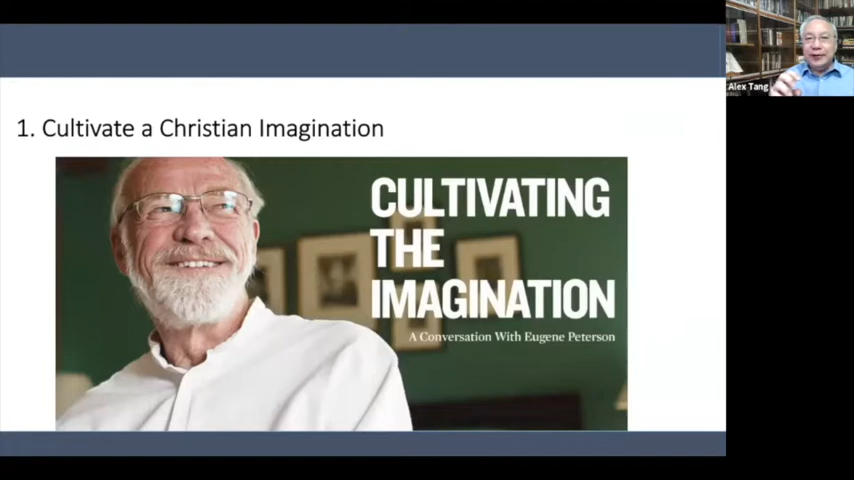 1. Cultivate a Christian Imagination
CULTIVATING
THE
IMAGINATION
A Conversation With Eugene Peterson
Alex Tang